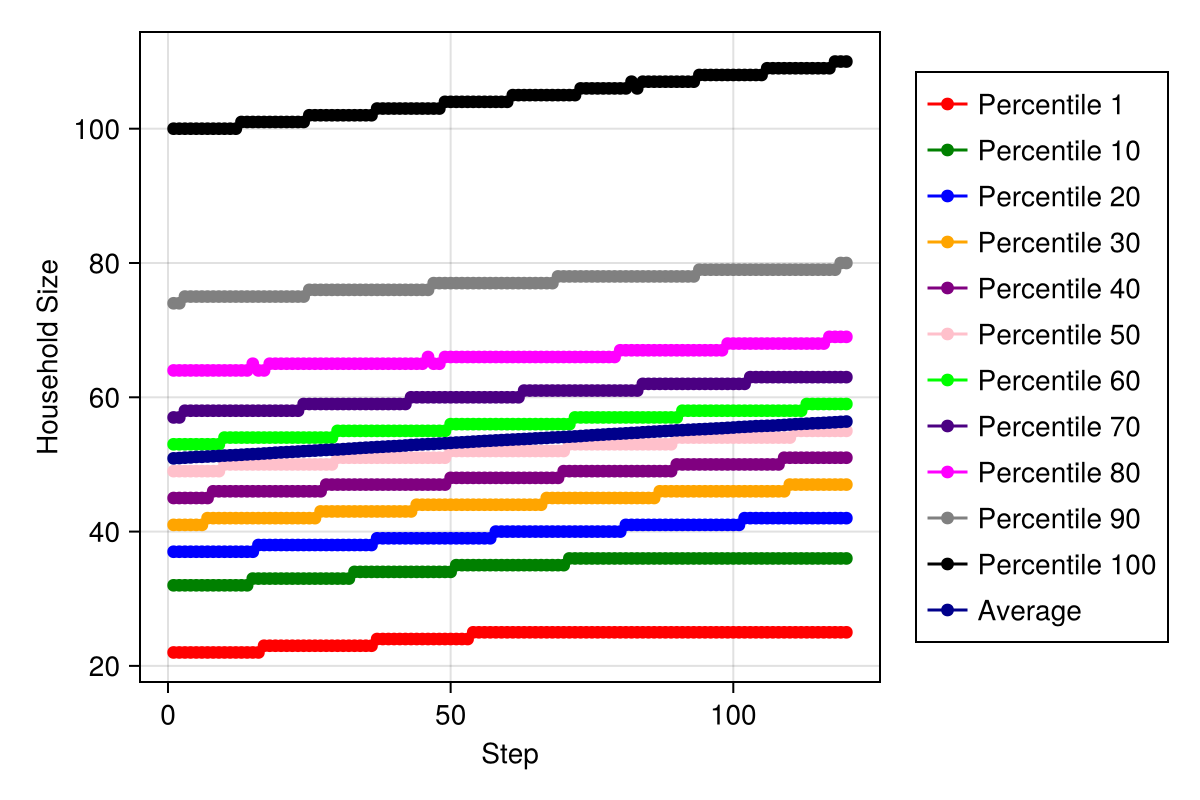 100
80
60
40
20
0
50
100
Household Size
Step
Percentile 1
Percentile 10
Percentile 20
Percentile 30
Percentile 40
Percentile 50
Percentile 60
Percentile 70
Percentile 80
Percentile 90
Percentile 100
Average